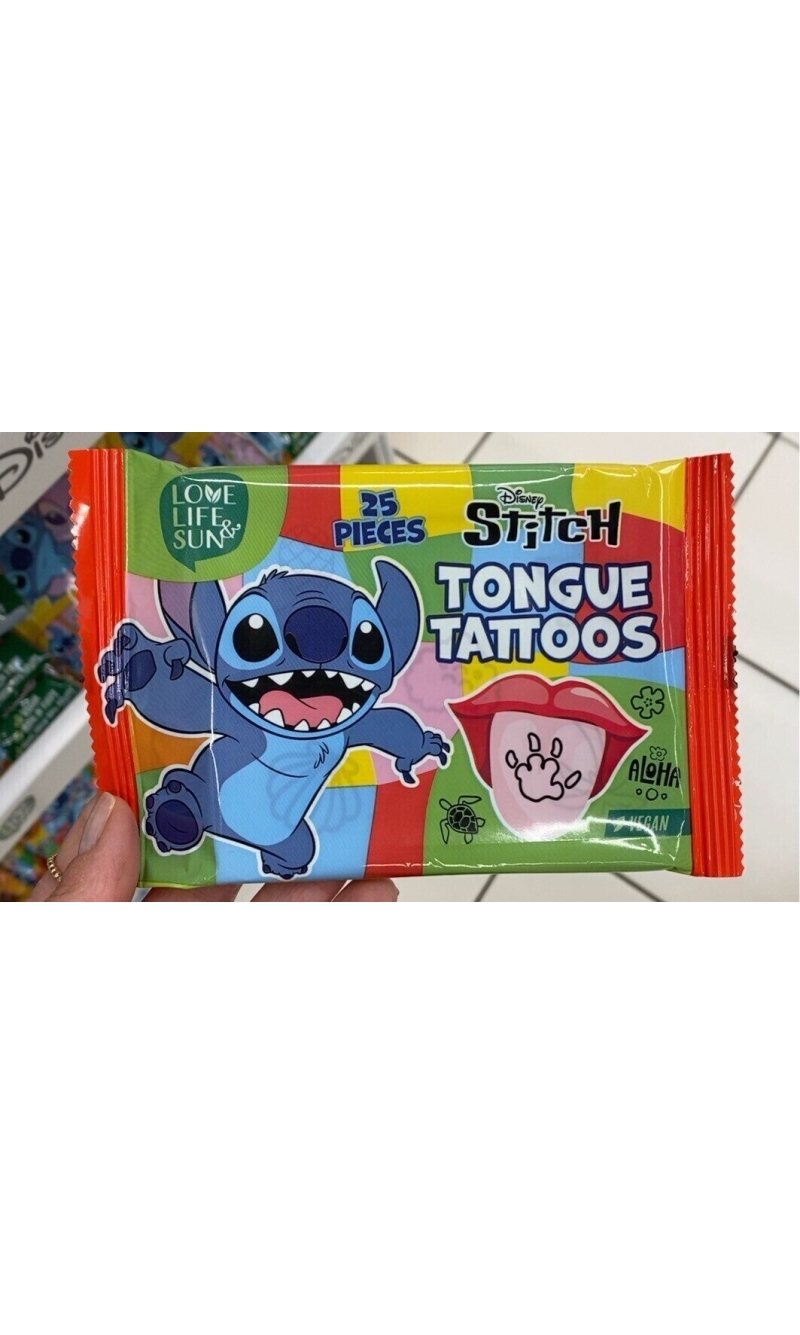 LOVE
LIFE &
SUN
25
PIECES
Disney
Stitch
TONGUE
TATTOOS
ALOHA
VEGAN